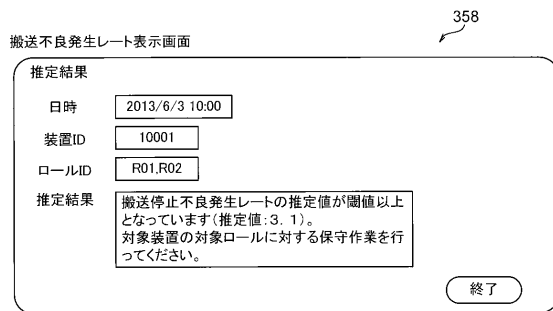 358
搬送不良発生レート表示画面
推定結果
日時 2013/6/3 10:00
装置ID 10001
ロールID R01,R02
推定結果 搬送停止不良発生レートの推定値が閾値以上
となっています(推定値:3.1)。
対象装置の対象ロールに対する保守作業を行
ってください。
終了